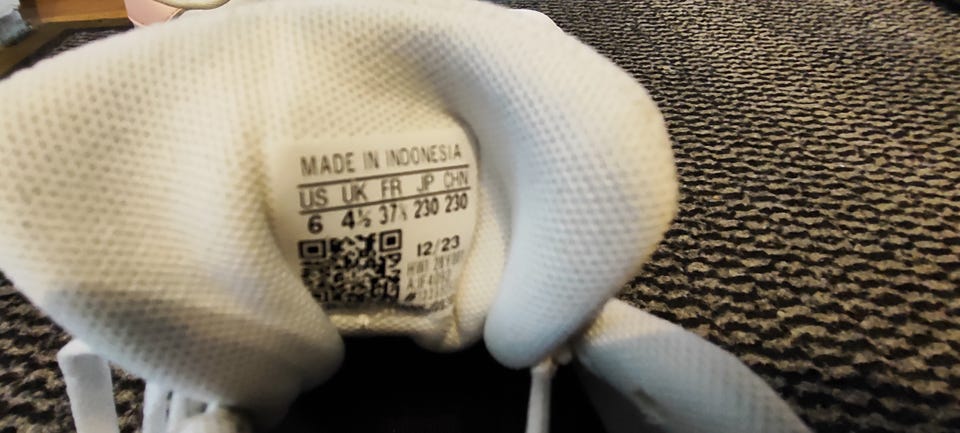 MADE IN INDONESIA
US UK FR JP CHN
6 4½ 37⅓ 230 230
12/23